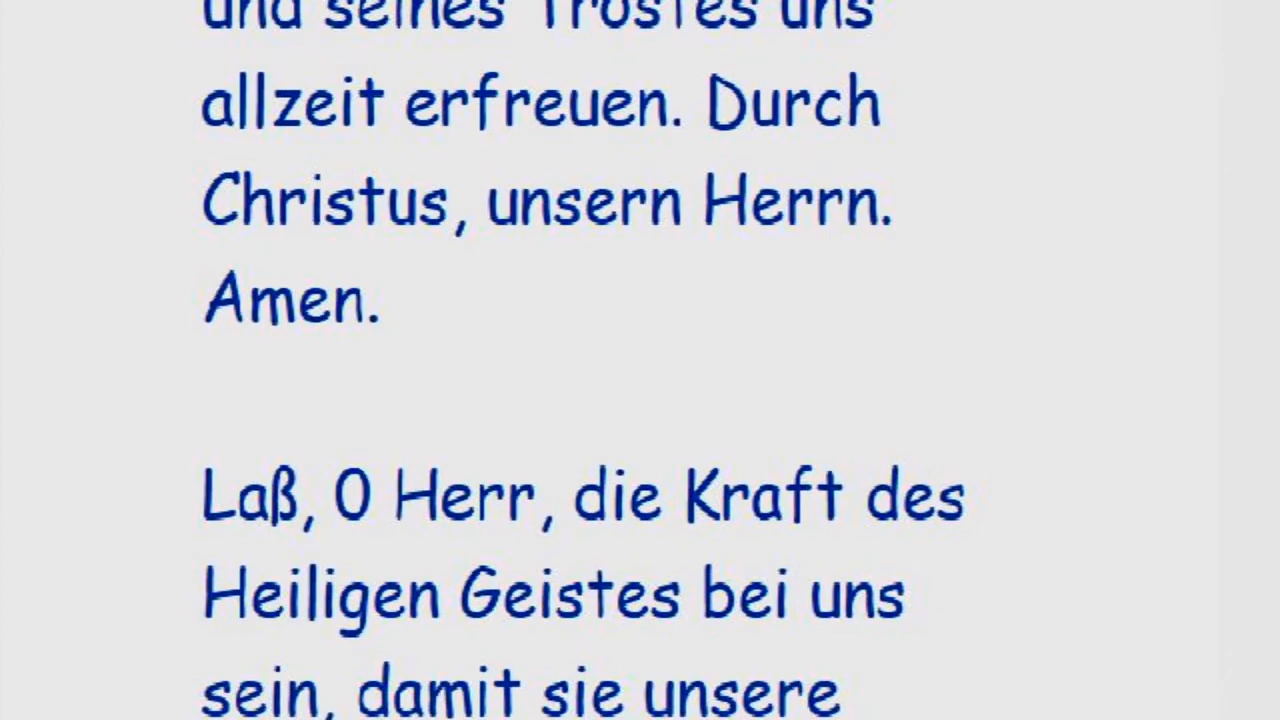 und seines Trostes uns
allzeit erfreuen. Durch
Christus, unsern Herrn.
Amen.
Laß, O Herr, die Kraft des
Heiligen Geistes bei uns
sein, damit sie unsere